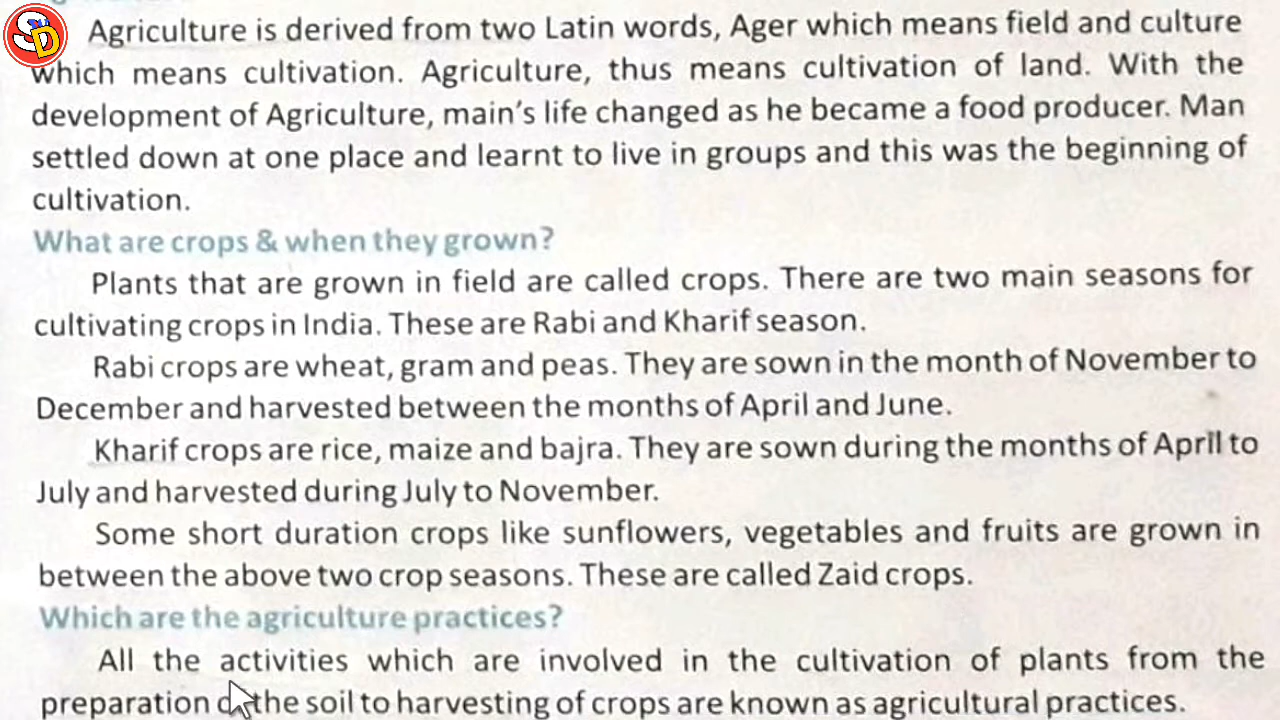 SD
Agriculture is derived from two Latin words, Ager which means field and culture
which means cultivation. Agriculture, thus means cultivation of land. With the
development of Agriculture, main's life changed as he became a food producer. Man
settled down at one place and learnt to live in groups and this was the beginning of
cultivation.
What are crops & when they grown?
Plants that are grown in field are called crops. There are two main seasons for
cultivating crops in India. These are Rabi and Kharif season.
Rabi crops are wheat, gram and peas. They are sown in the month of November to
December and harvested between the months of April and June.
Kharif crops are rice, maize and bajra. They are sown during the months of April to
July and harvested during July to November.
Some short duration crops like sunflowers, vegetables and fruits are grown in
between the above two crop seasons. These are called Zaid crops.
Which are the agriculture practices?
All the activities which are involved in the cultivation of plants from the
preparation of the soil to harvesting of crops are known as agricultural practices.